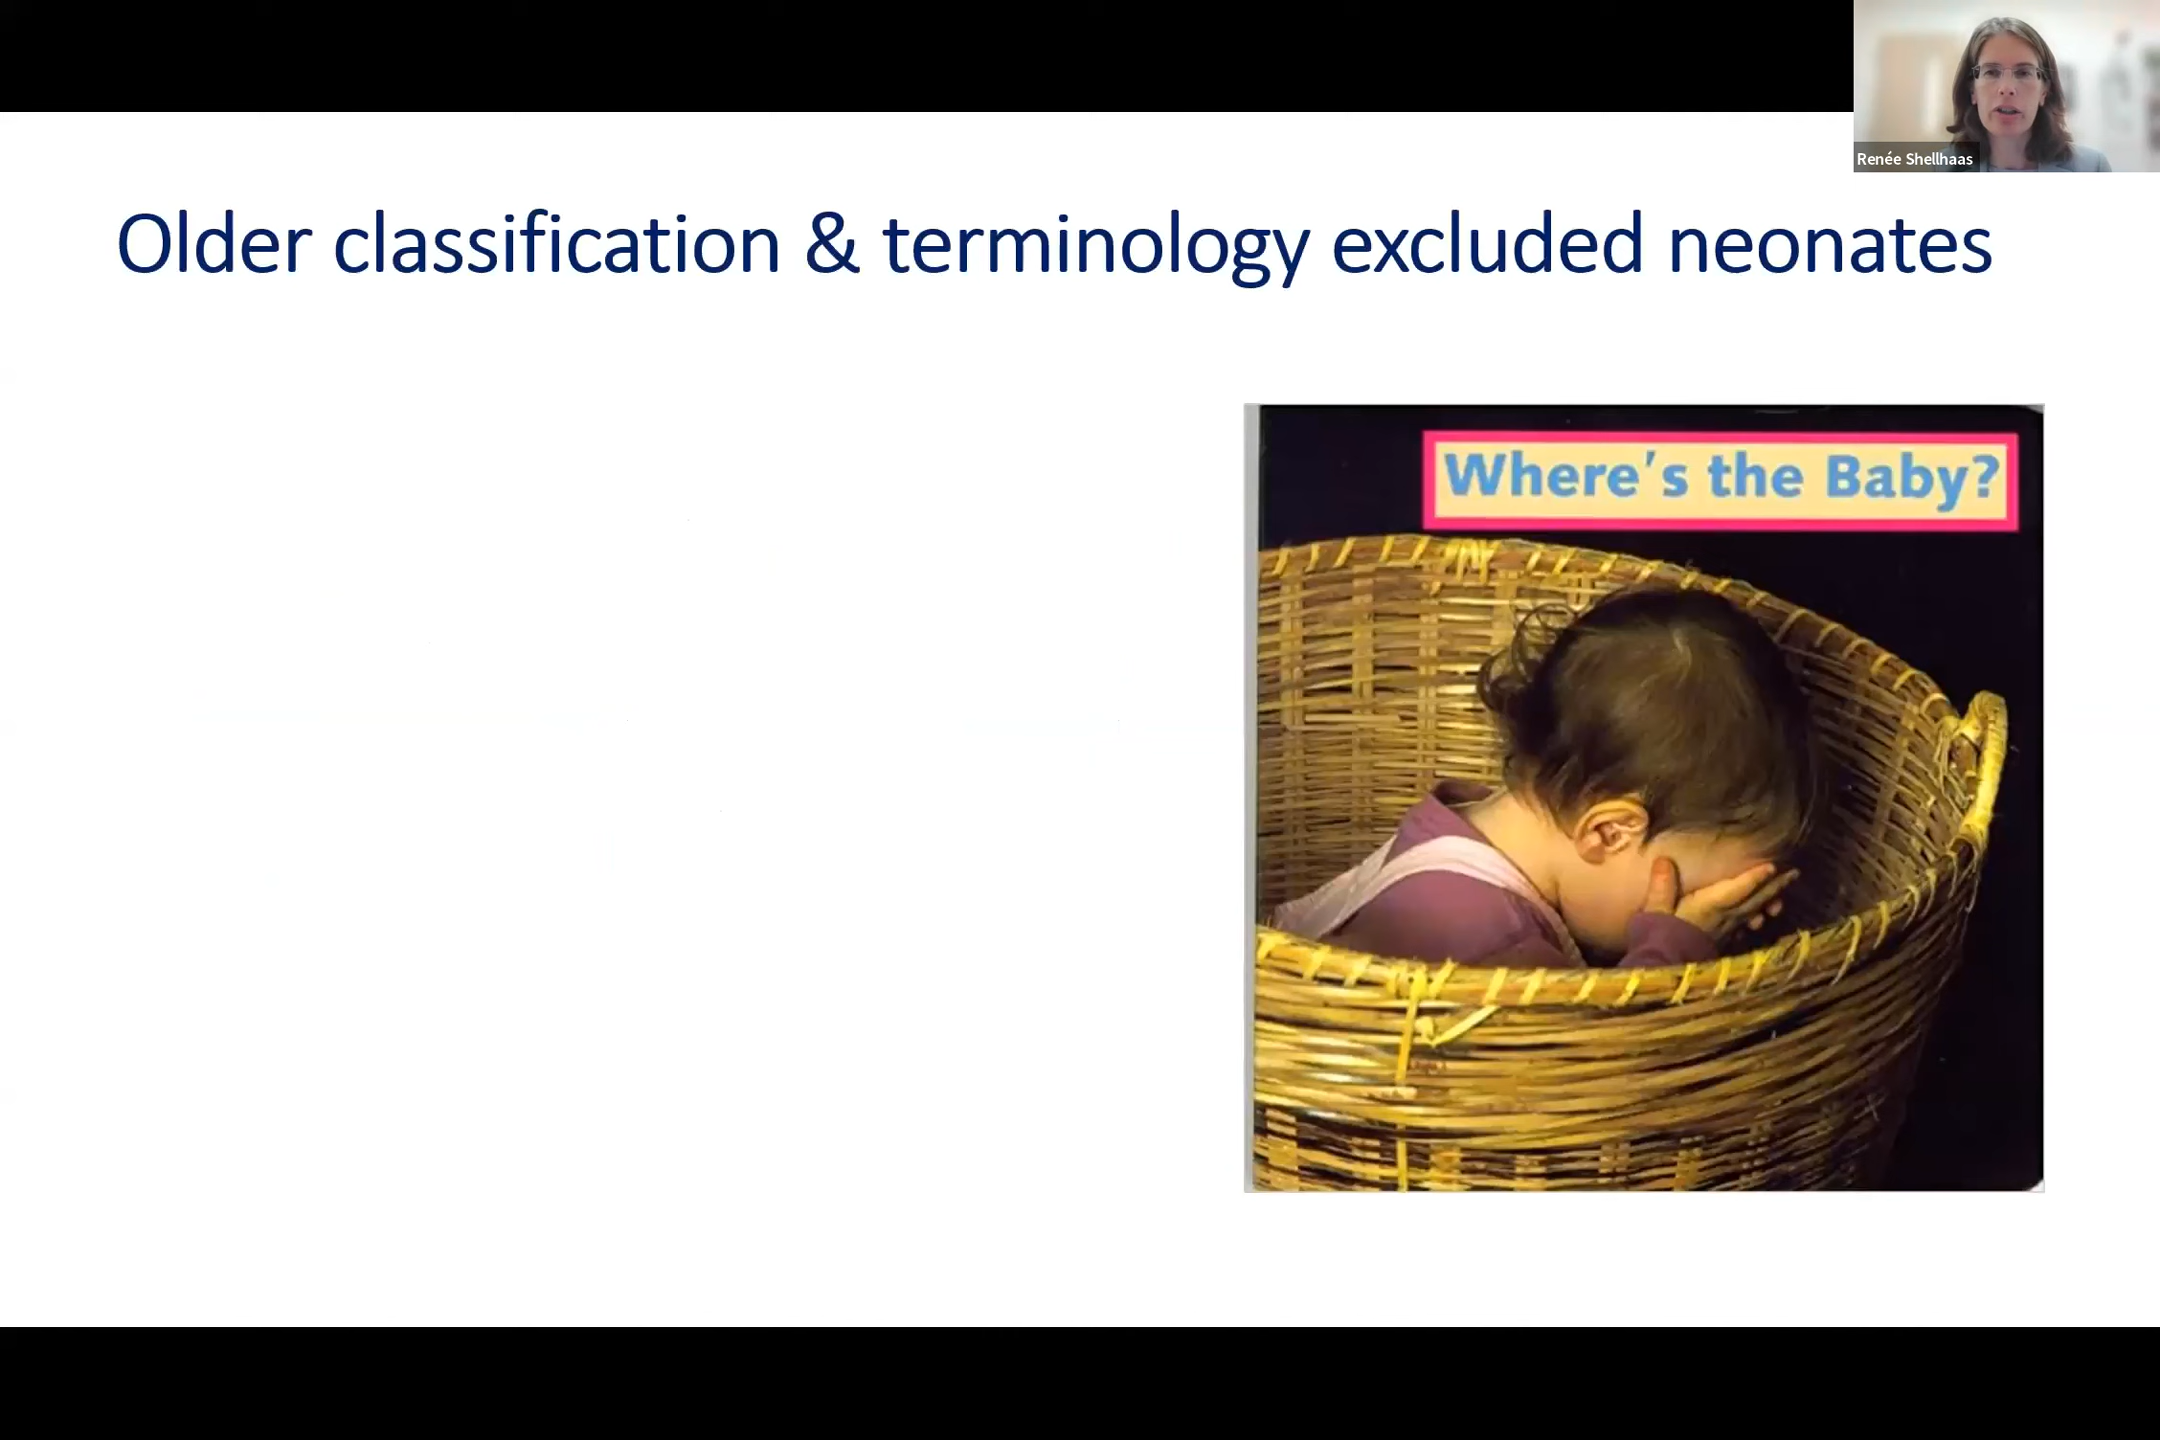 Renée Shellhaas
Older classification & terminology excluded neonates
Where's the Baby?